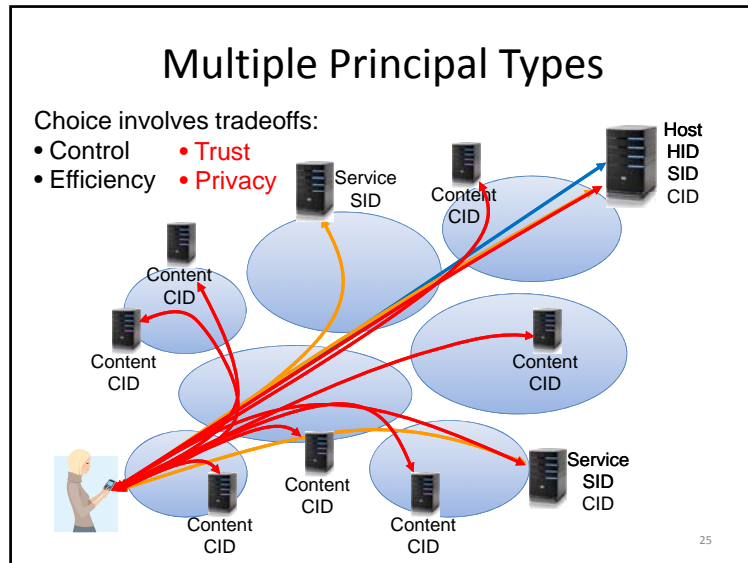 Multiple Principal Types
Choice involves tradeoffs:
• Control • Trust
• Efficiency • Privacy
Host
HID
SID
CID
Service
SID
Content
CID
Content
CID
Content
CID
Content
CID
Content
CID
Content
CID
Content
CID
Service
SID
CID
25